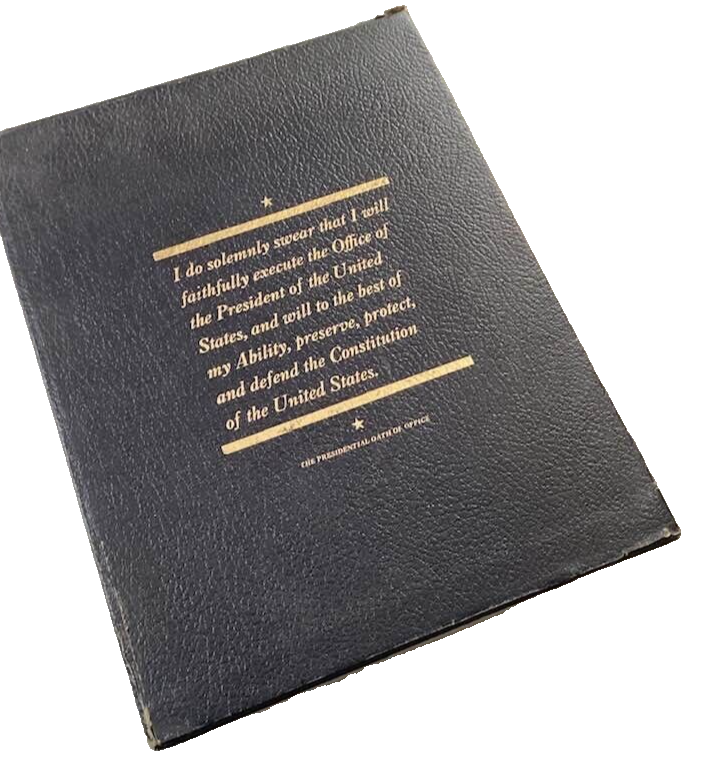 I do solemnly swear that I will
faithfully execute the Office of
the President of the United
States, and will to the best of
my Ability, preserve, protect,
and defend the Constitution
of the United States.
THE PRESIDENTIAL OATH OF OFFICE